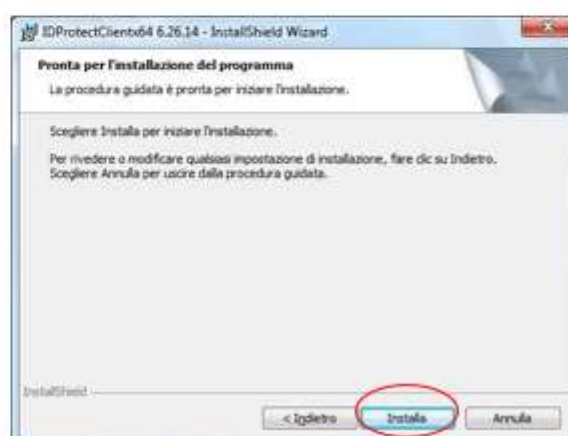 IDProtectClientx64 6.26.14 - InstallShield Wizard
Pronta per l'installazione del programma
La procedura guidata è pronta per iniziare l'installazione.
Scegliere Installa per iniziare l'installazione.
Per rivedere o modificare qualsiasi impostazione di installazione, fare clic su Indietro.
Scegliere Annulla per uscire dalla procedura guidata.
InstallShield
< Indietro
Installa
Annulla